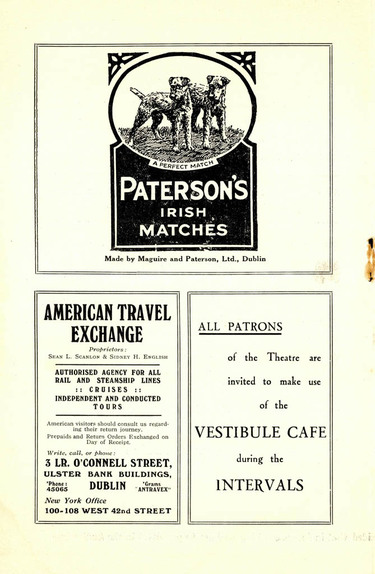 A PERFECT MATCH
PATERSON'S
IRISH
MATCHES
Made by Maguire and Paterson, Ltd., Dublin
AMERICAN TRAVEL
EXCHANGE
Proprietors:
SEAN L. SCANLON & SIDNEY H. ENGLISH
AUTHORISED AGENCY FOR ALL
RAIL AND STEAMSHIP LINES
:: CRUISES ::
INDEPENDENT AND CONDUCTED
TOURS
American visitors should consult us regard-
ing their return journey.
Prepaids and Return Orders Exchanged on
Day of Receipt.
Write, call, or phone:
3 LR. O'CONNELL STREET,
ULSTER BANK BUILDINGS,
'Phone: 45065 DUBLIN 'Grams "ANTRAVEX"
New York Office
100-108 WEST 42nd STREET
ALL PATRONS
of the Theatre are
invited to make use
of the
VESTIBULE CAFE
during the
INTERVALS